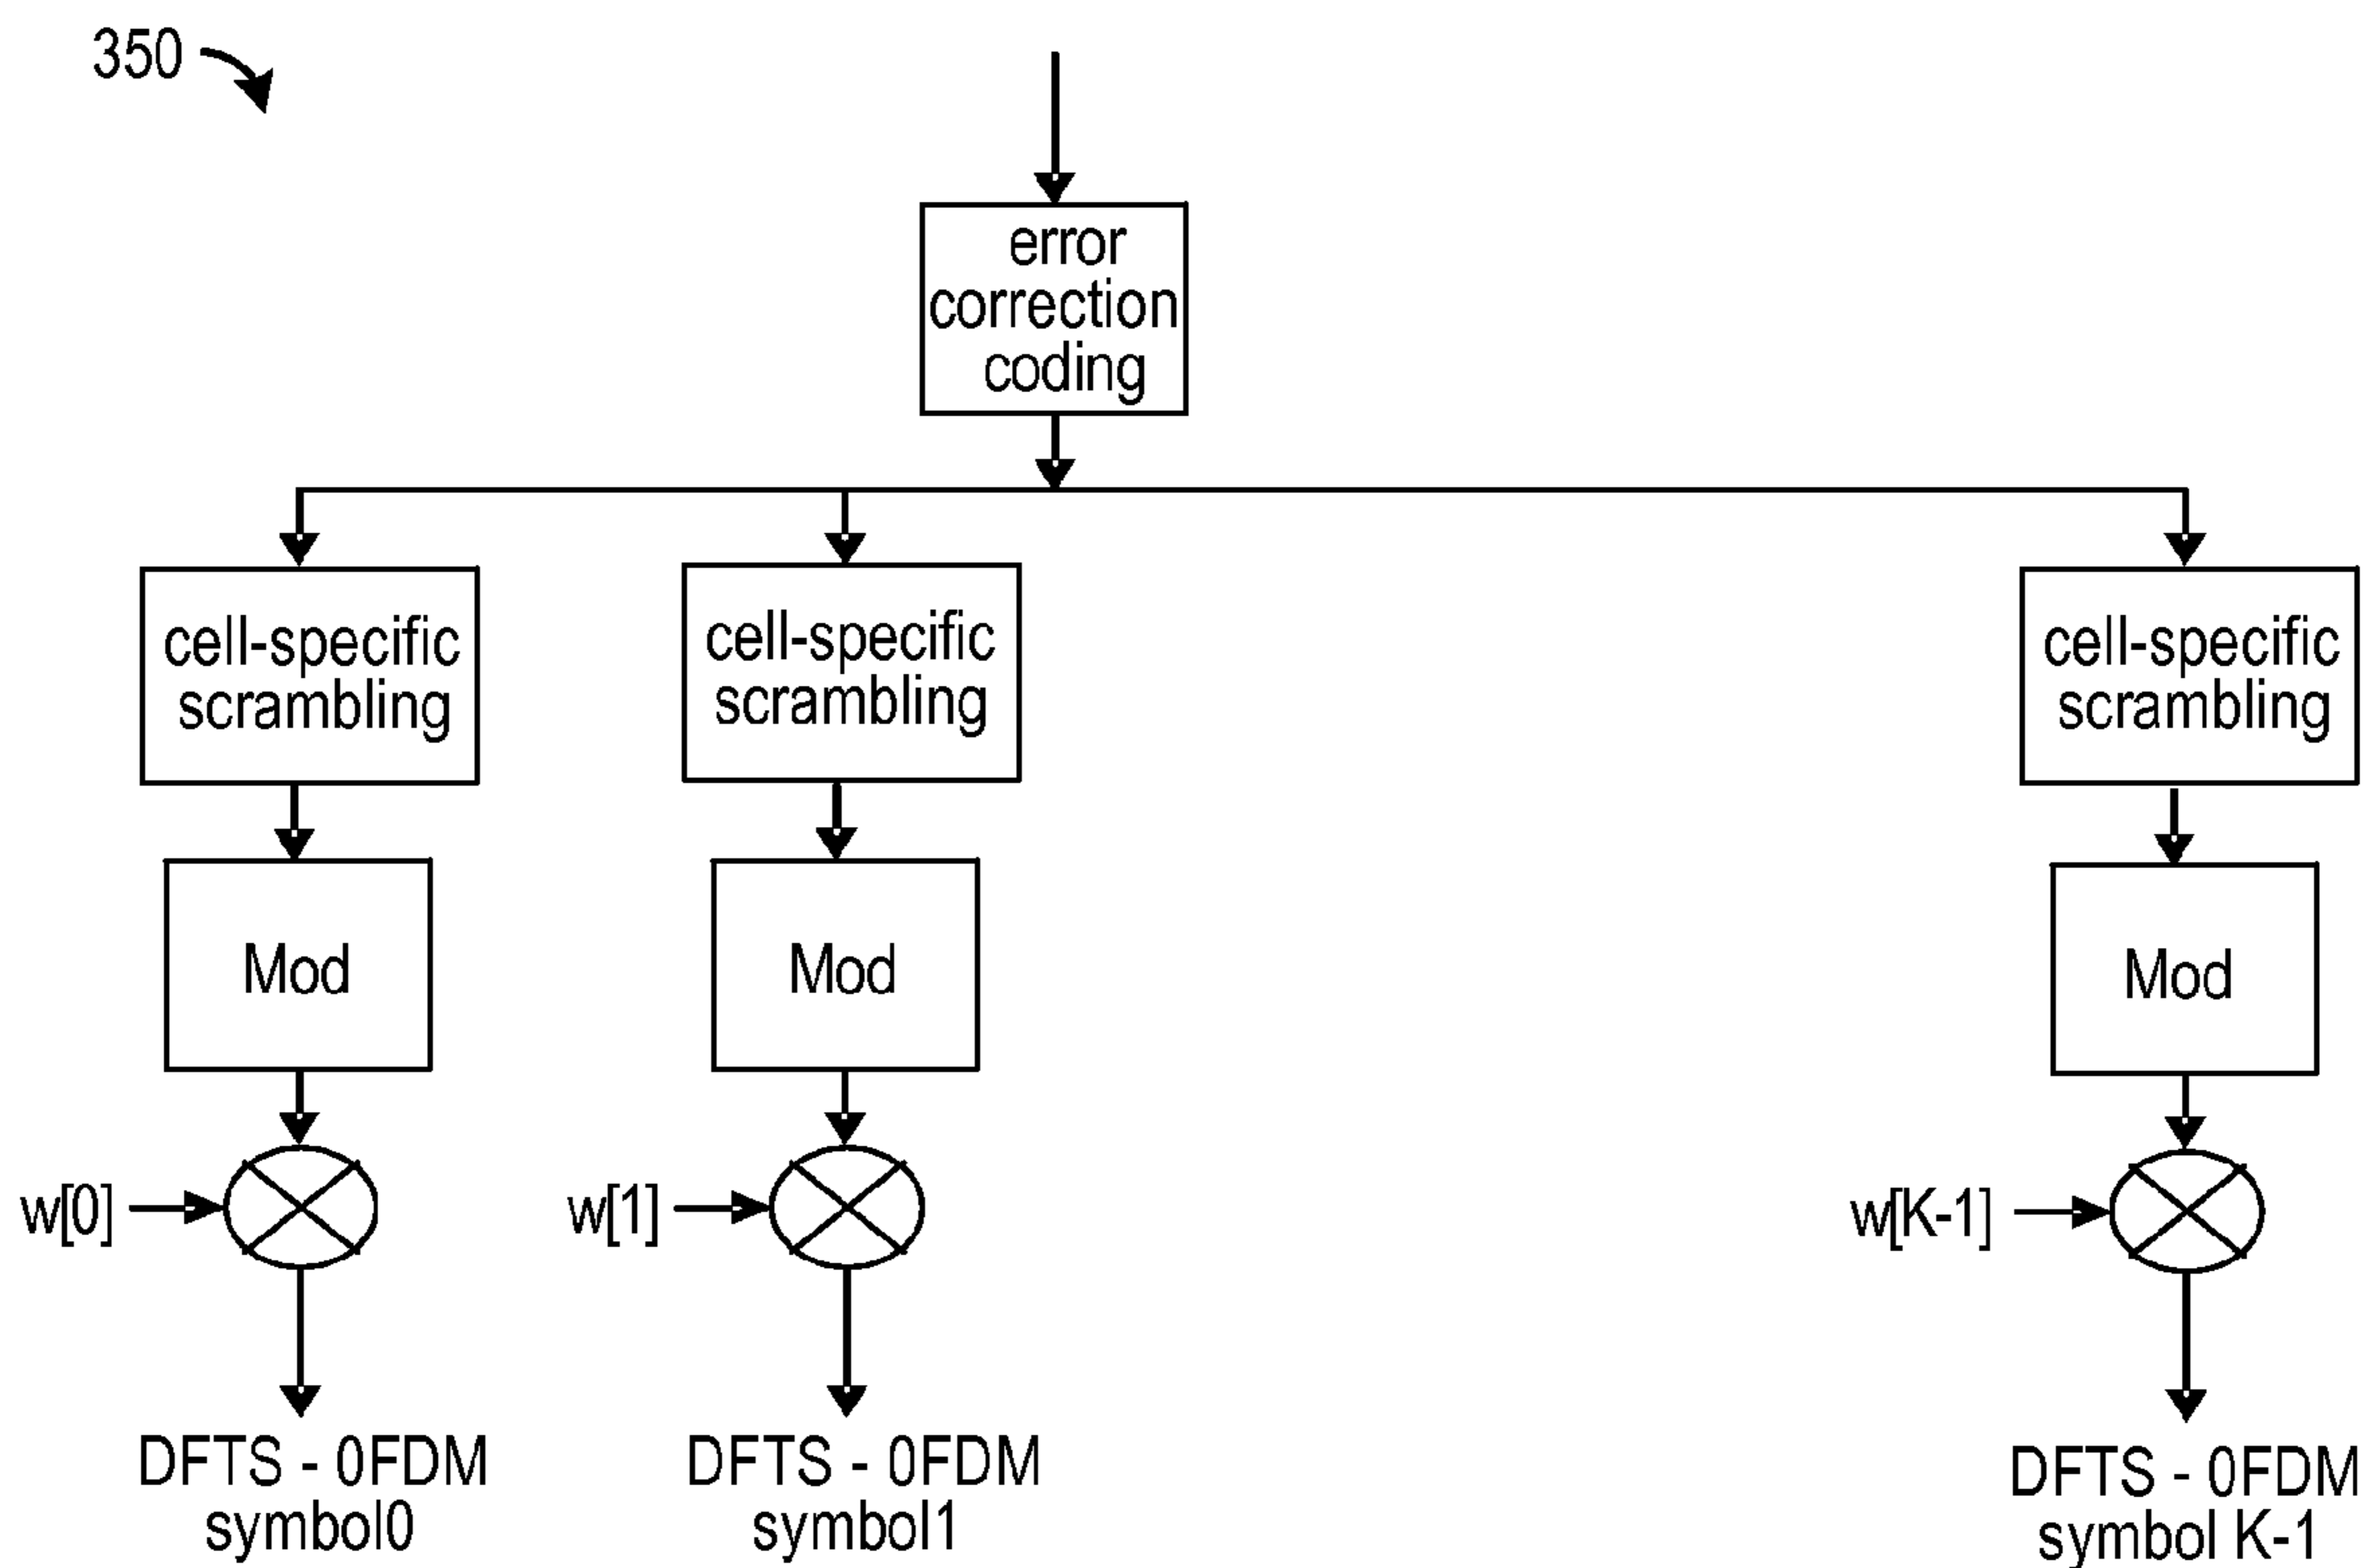 350
error
correction
coding
cell-specific
scrambling
cell-specific
scrambling
cell-specific
scrambling
Mod
Mod
Mod
w[0]
w[1]
w[K-1]
DFTS - 0FDM
symbol0
DFTS - 0FDM
symbol1
DFTS - 0FDM
symbol K-1